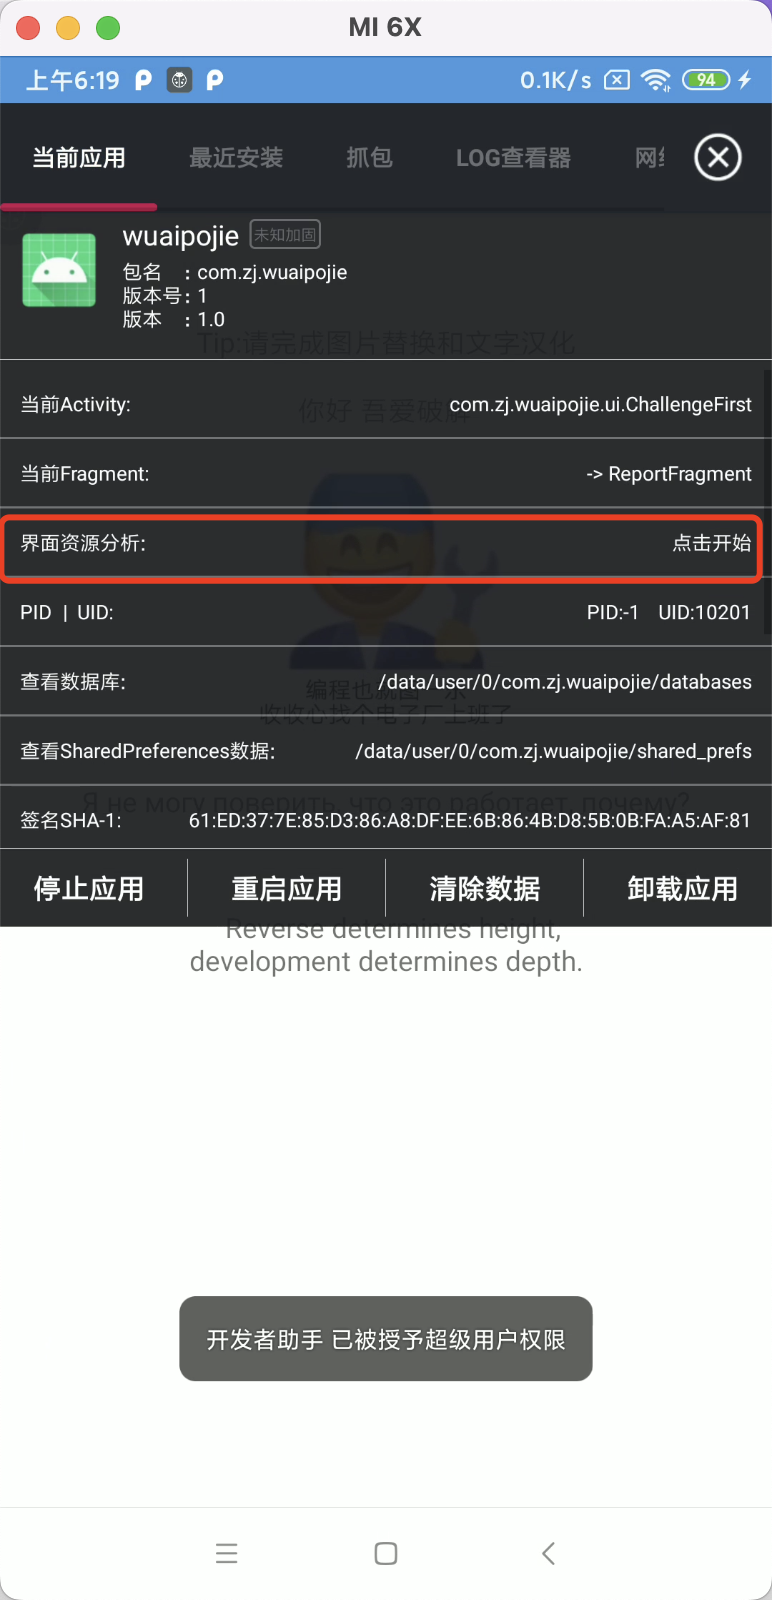 MI 6X
上午6:19
0.1K/s
94
当前应用 最近安装 抓包 LOG查看器
wuaipojie 未知加固
包名 : com.zj.wuaipojie
版本号: 1
版本 : 1.0
Tip:请完成图片替换和文字汉化
当前Activity: com.zj.wuaipojie.ui.ChallengeFirst
你好 吾爱破解
当前Fragment: -> ReportFragment
界面资源分析: 点击开始
PID | UID: PID:-1 UID:10201
查看数据库: /data/user/0/com.zj.wuaipojie/databases
收收心找个电子厂上班了
查看SharedPreferences数据: /data/user/0/com.zj.wuaipojie/shared_prefs
Я не могу поверить, что это работает, почему?
签名SHA-1: 61:ED:37:7E:85:D3:86:A8:DF:EE:6B:86:4B:D8:5B:0B:FA:A5:AF:81
停止应用 重启应用 清除数据 卸载应用
Reverse determines height,
development determines depth.
开发者助手 已被授予超级用户权限